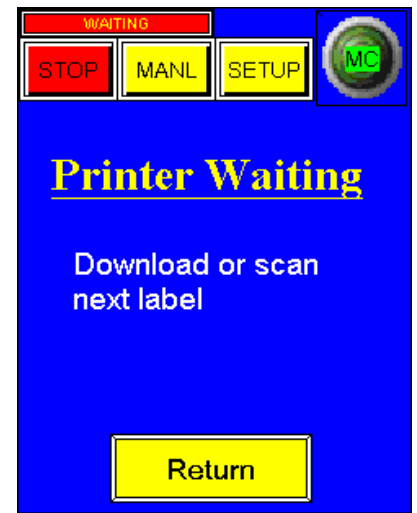 WAITING
STOP MANL SETUP MC
Printer Waiting
Download or scan
next label
Return